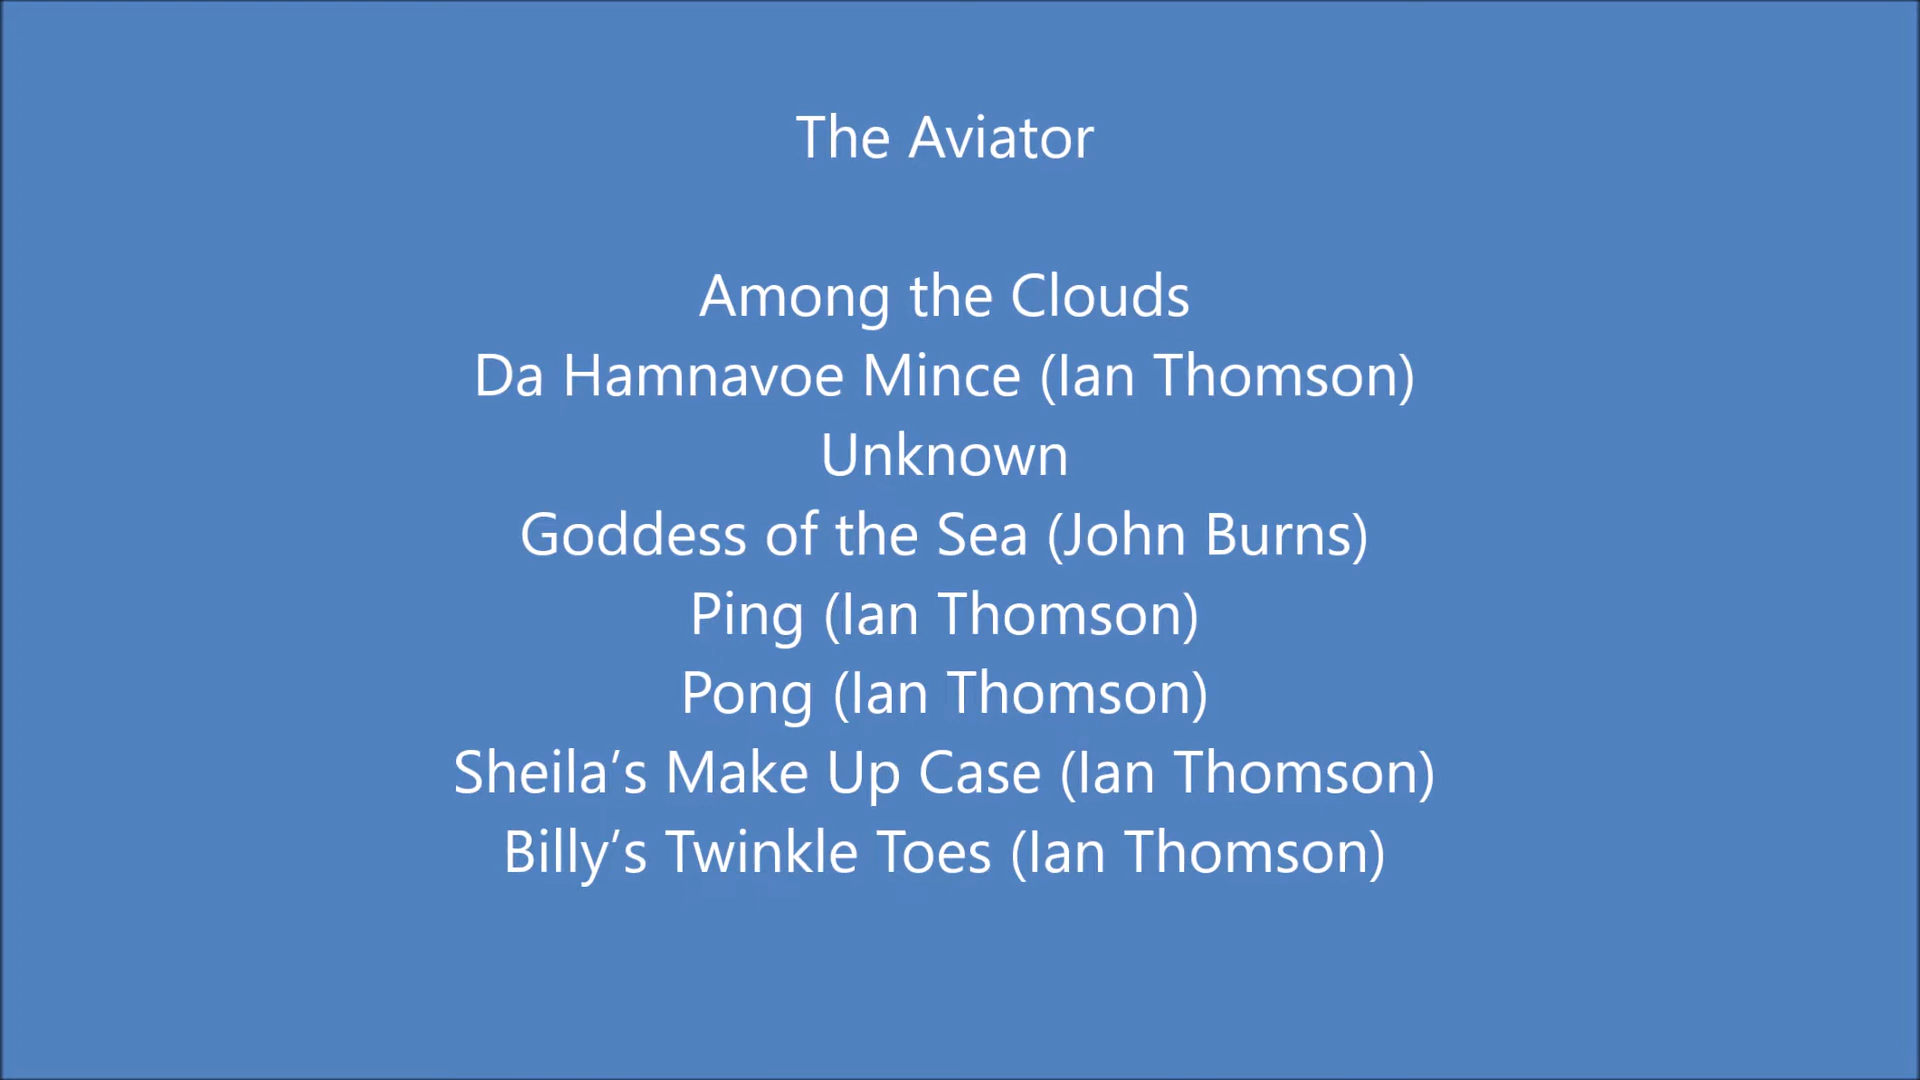 The Aviator
Among the Clouds
Da Hamnavoe Mince (Ian Thomson)
Unknown
Goddess of the Sea (John Burns)
Ping (Ian Thomson)
Pong (Ian Thomson)
Sheila‘s Make Up Case (Ian Thomson)
Billy‘s Twinkle Toes (Ian Thomson)